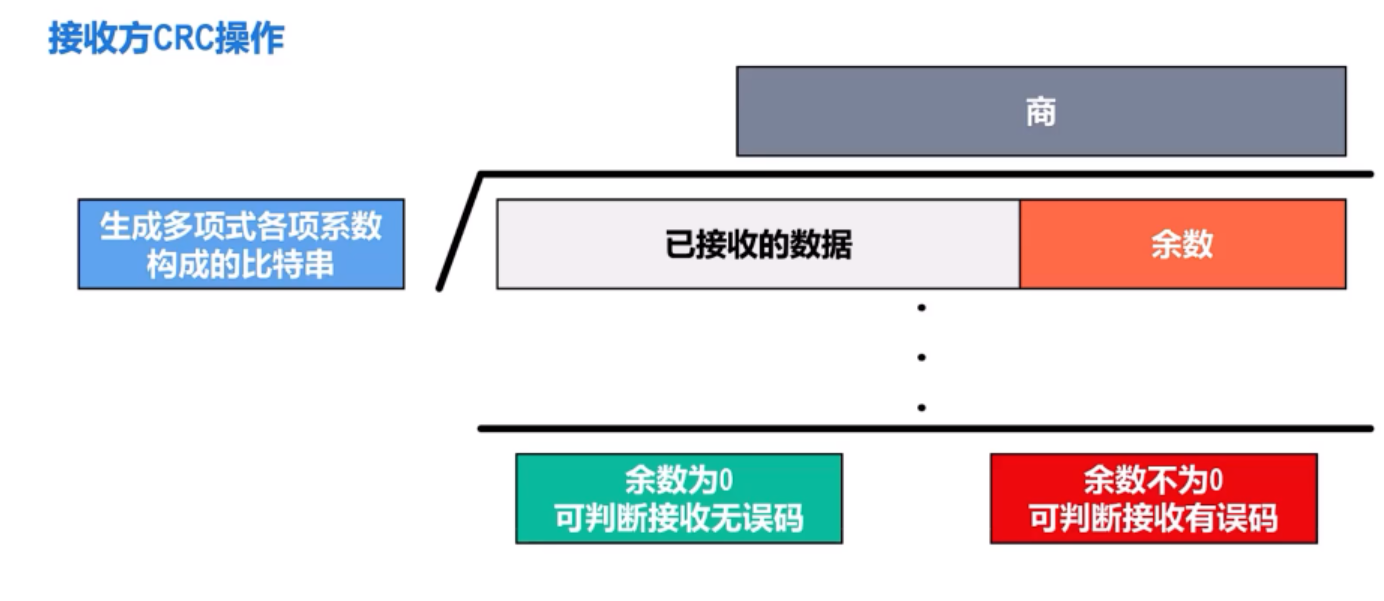 接收方CRC操作
商
生成多项式各项系数
构成的比特串
已接收的数据
余数
余数为0
可判断接收无误码
余数不为0
可判断接收有误码